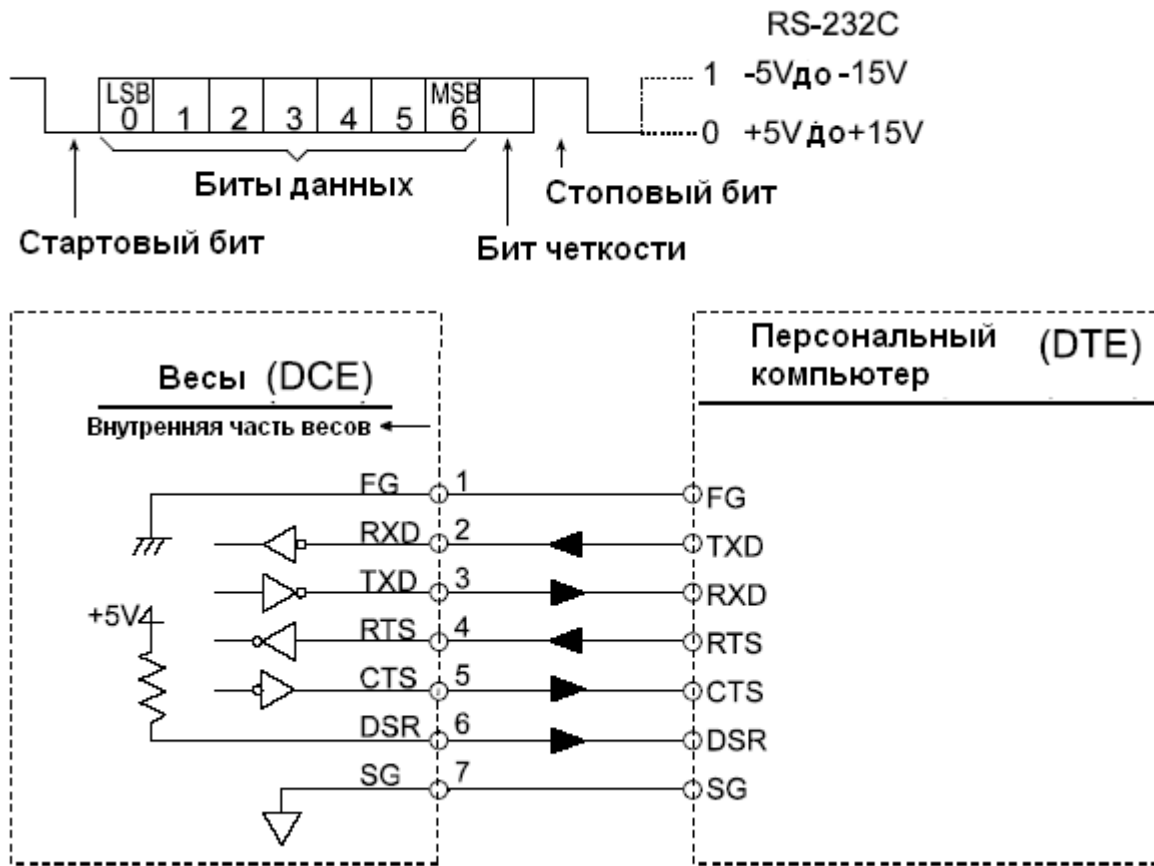 RS-232C
1 -5Vдо -15V
LSB MSB
0 1 2 3 4 5 6
0 +5Vдо+15V
Биты данных
Стоповый бит
Стартовый бит
Бит четкости
Персональный (DTE)
компьютер
Весы (DCE)
Внутренняя часть весов
FG 1 FG
RXD 2 TXD
TXD 3 RXD
+5V
RTS 4 RTS
CTS 5 CTS
DSR 6 DSR
SG 7 SG